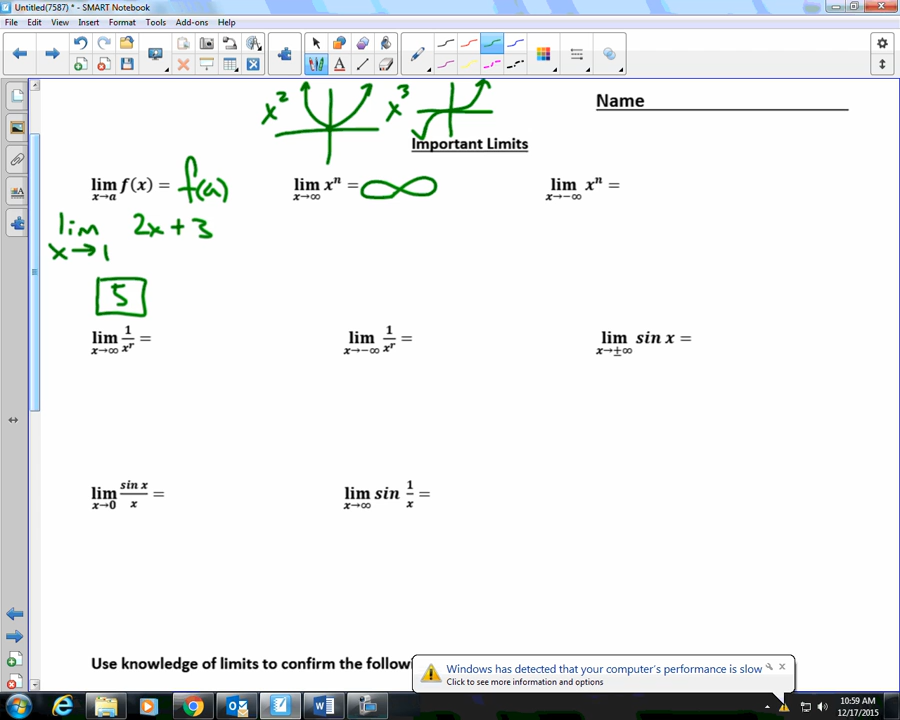 Untitled(7587) * - SMART Notebook
File Edit View Insert Format Tools Add-ons Help
x² x³
Name
Important Limits
lim x→a f(x) = f(a)
lim x→∞ xⁿ = ∞
lim x→-∞ xⁿ =
lim x→1 2x + 3
5
lim x→∞ 1/xʳ =
lim x→-∞ 1/xʳ =
lim x→±∞ sin x =
lim x→0 sin x/x =
lim x→∞ sin 1/x =
Use knowledge of limits to confirm the follow
Windows has detected that your computer's performance is slow
Click to see more information and options
10:59 AM
12/17/2015